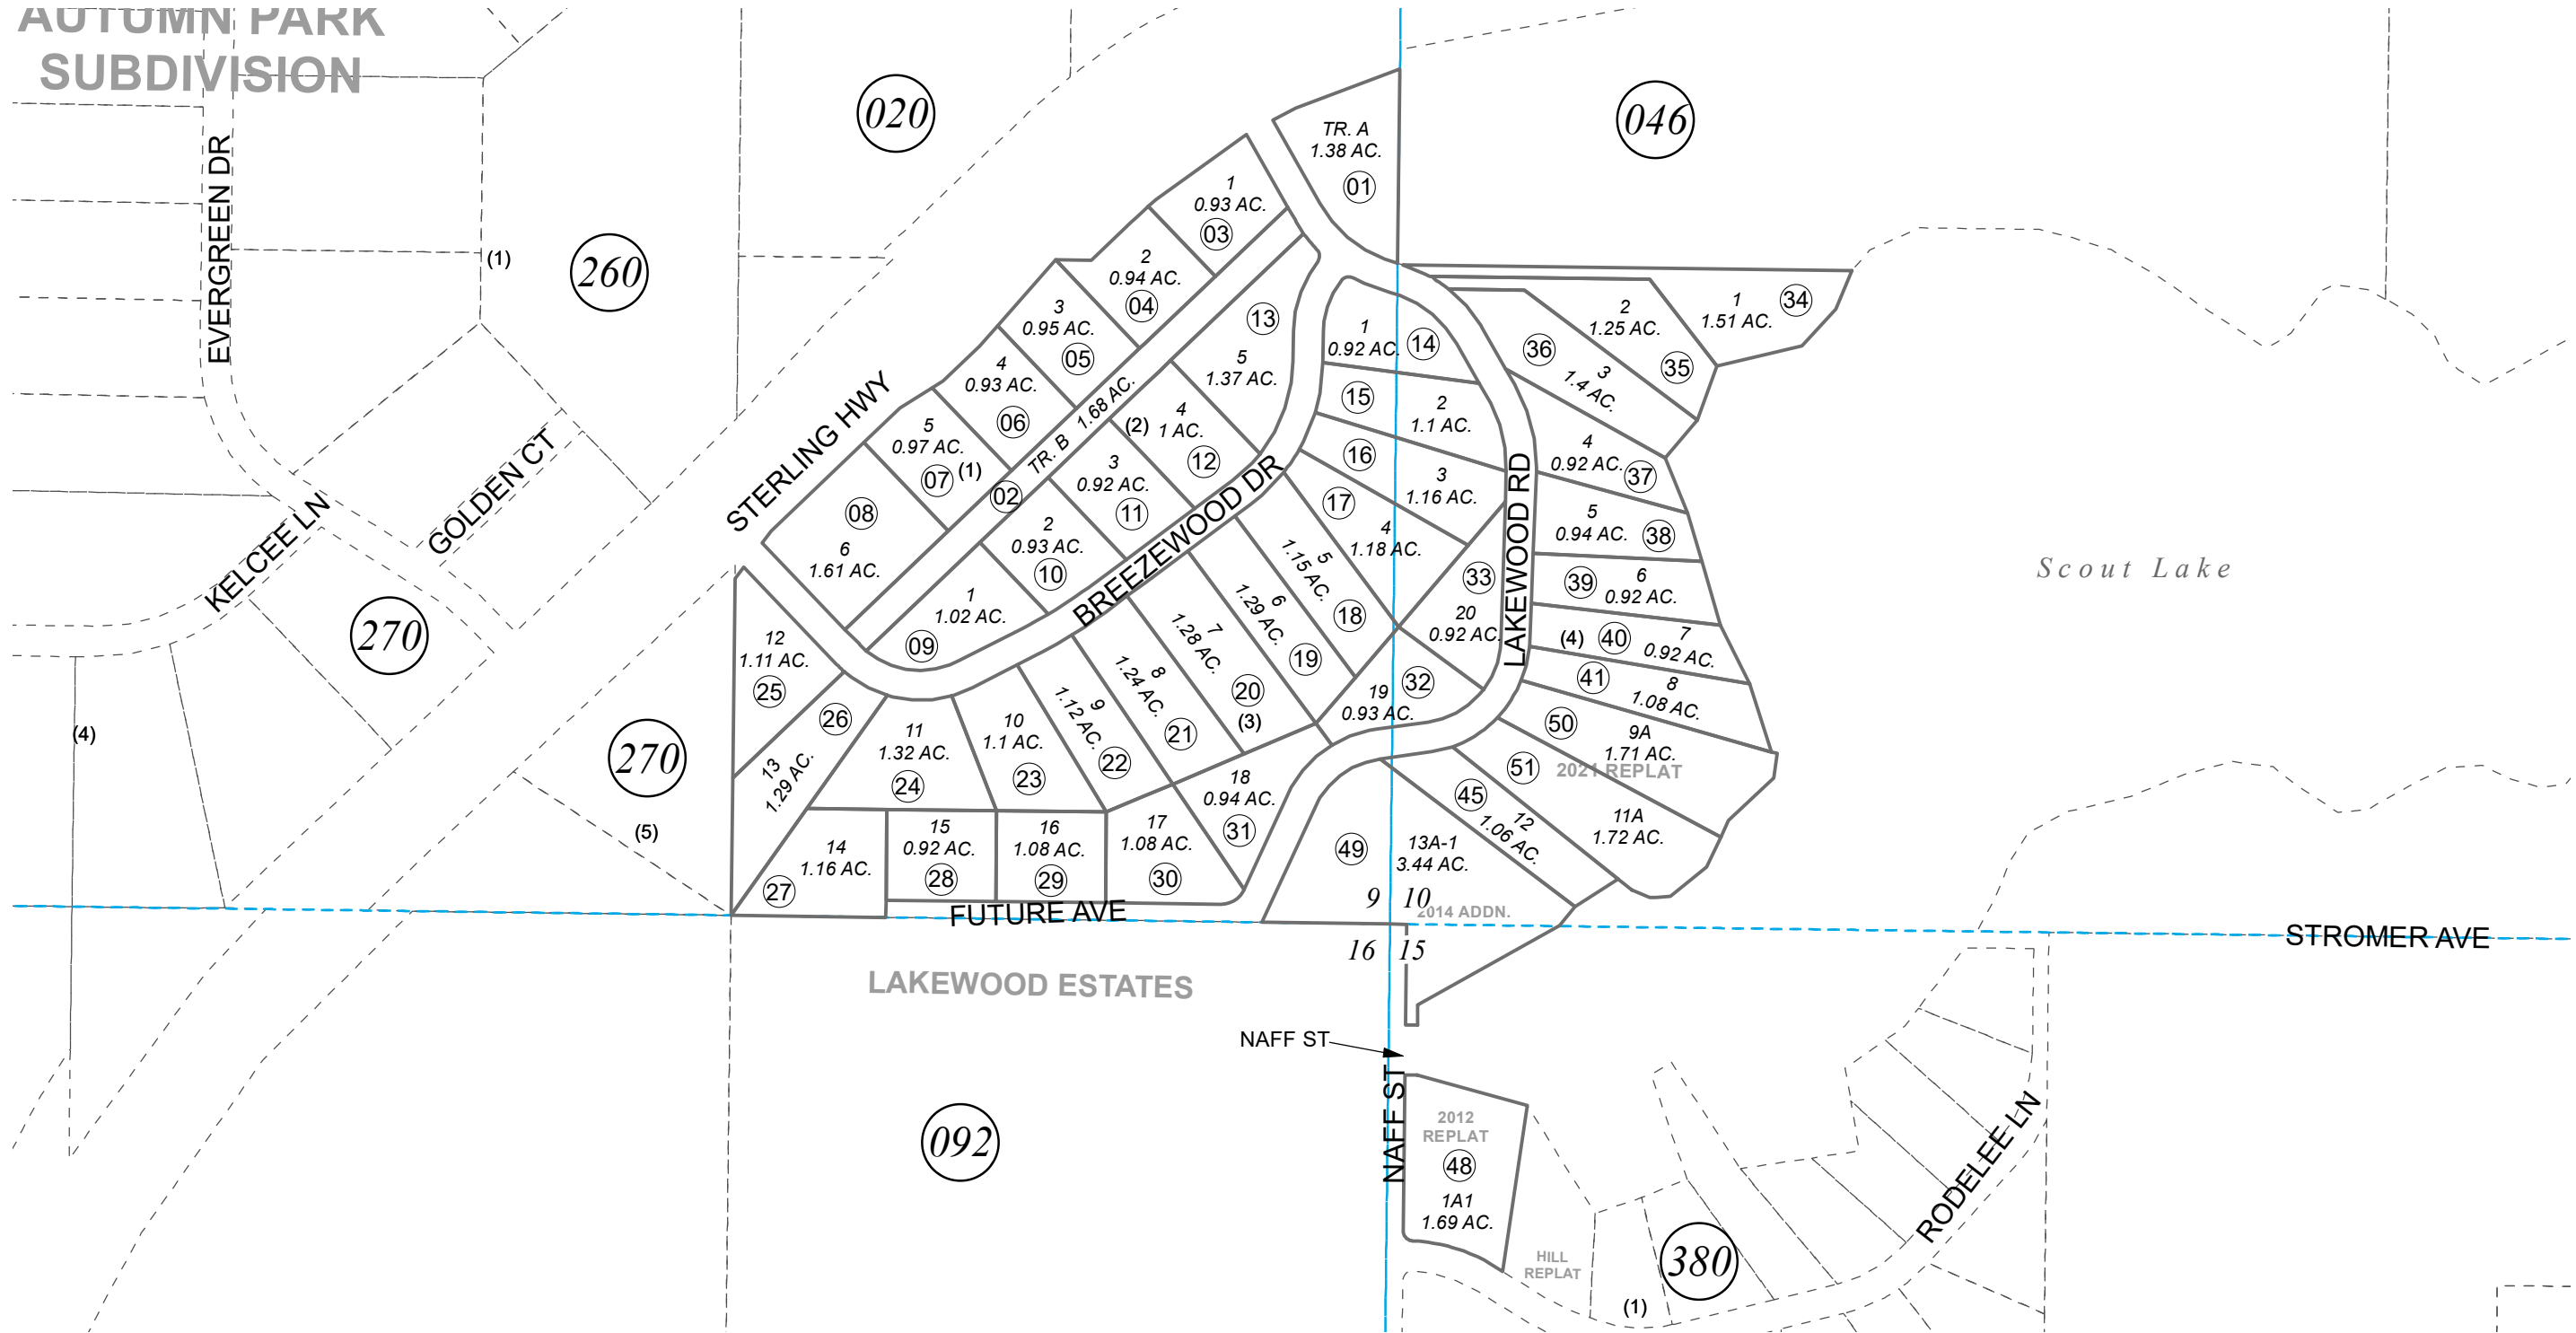 AUTUMN PARK
SUBDIVISION
EVERGREEN DR
(1)
260
020
046
TR. A
1.38 AC.
01
1
0.93 AC.
03
2
0.94 AC.
04
3
0.95 AC.
05
4
0.93 AC.
06
5
0.97 AC.
07
(1)
08
6
1.61 AC.
TR. B 1.68 AC.
02
13
5
1.37 AC.
(2)
4
1 AC.
12
3
0.92 AC.
11
2
0.93 AC.
10
1
1.02 AC.
09
STERLING HWY
BREEZEWOOD DR
LAKEWOOD RD
GOLDEN CT
KELCEE LN
270
(4)
270
(5)
1
0.92 AC.
14
15
2
1.1 AC.
16
3
1.16 AC.
17
4
1.18 AC.
5
1.15 AC.
18
6
1.29 AC.
19
7
1.28 AC.
20
(3)
8
1.24 AC.
21
9
1.12 AC.
22
10
1.1 AC.
23
11
1.32 AC.
24
12
1.11 AC.
25
26
13
1.29 AC.
14
1.16 AC.
27
15
0.92 AC.
28
16
1.08 AC.
29
17
1.08 AC.
30
18
0.94 AC.
31
19
0.93 AC.
32
33
20
0.92 AC.
1
1.51 AC.
34
2
1.25 AC.
35
36
3
1.4 AC.
4
0.92 AC.
37
5
0.94 AC.
38
39
6
0.92 AC.
(4)
40
7
0.92 AC.
41
8
1.08 AC.
50
9A
1.71 AC.
2021 REPLAT
51
11A
1.72 AC.
45
12
1.06 AC.
49
13A-1
3.44 AC.
9 10
2014 ADDN.
16 15
Scout Lake
FUTURE AVE
STROMER AVE
LAKEWOOD ESTATES
NAFF ST
NAFF ST
092
2012
REPLAT
48
1A1
1.69 AC.
HILL
REPLAT
380
(1)
RODELEE LN